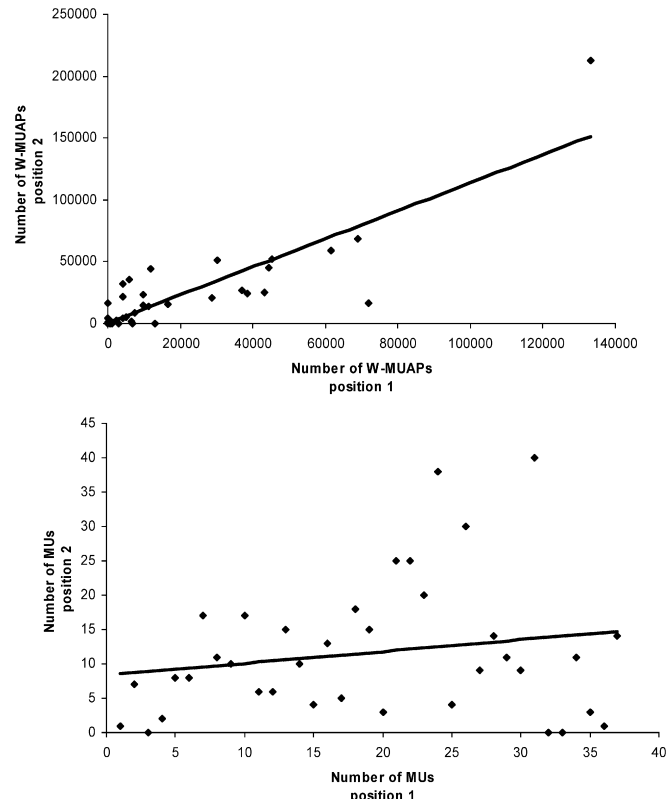 250000
200000
150000
100000
50000
0
Number of W-MUAPs
position 2
0 20000 40000 60000 80000 100000 120000 140000
Number of W-MUAPs
position 1
45
40
35
30
25
20
15
10
5
0
Number of MUs
position 2
0 5 10 15 20 25 30 35 40
Number of MUs
position 1